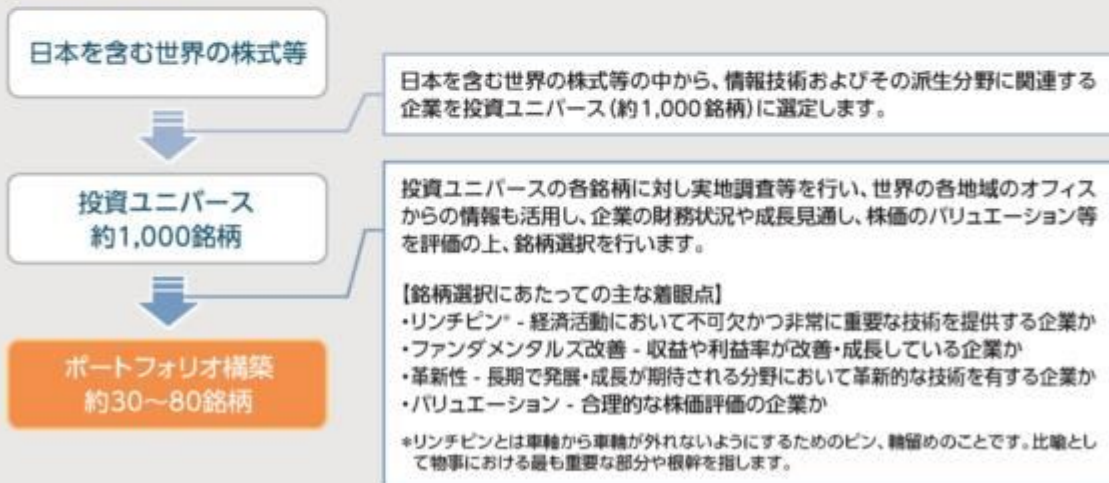 日本を含む世界の株式等
日本を含む世界の株式等の中から、情報技術およびその派生分野に関連する
企業を投資ユニバース(約1,000銘柄)に選定します。
投資ユニバース
約1,000銘柄
投資ユニバースの各銘柄に対し実地調査等を行い、世界の各地域のオフィス
からの情報も活用し、企業の財務状況や成長見通し、株価のバリュエーション等
を評価の上、銘柄選択を行います。
【銘柄選択にあたっての主な着眼点】
・リンチピン* - 経済活動において不可欠かつ非常に重要な技術を提供する企業か
・ファンダメンタルズ改善 - 収益や利益率が改善・成長している企業か
・革新性 - 長期で発展・成長が期待される分野において革新的な技術を有する企業か
・バリュエーション - 合理的な株価評価の企業か
*リンチピンとは車軸から車輪が外れないようにするためのピン、輪留めのことです。比喩とし
て物事における最も重要な部分や根幹を指します。
ポートフォリオ構築
約30〜80銘柄